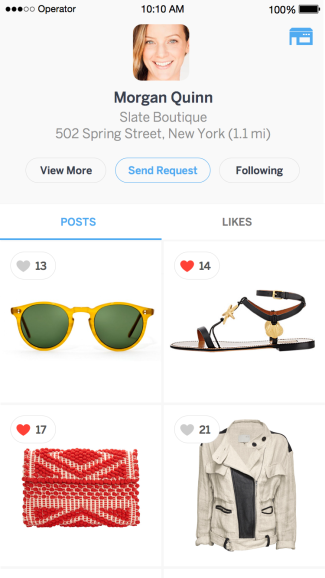 Operator 10:10 AM 100%
Morgan Quinn
Slate Boutique
502 Spring Street, New York (1.1 mi)
View More Send Request Following
POSTS LIKES
13 14
17 21